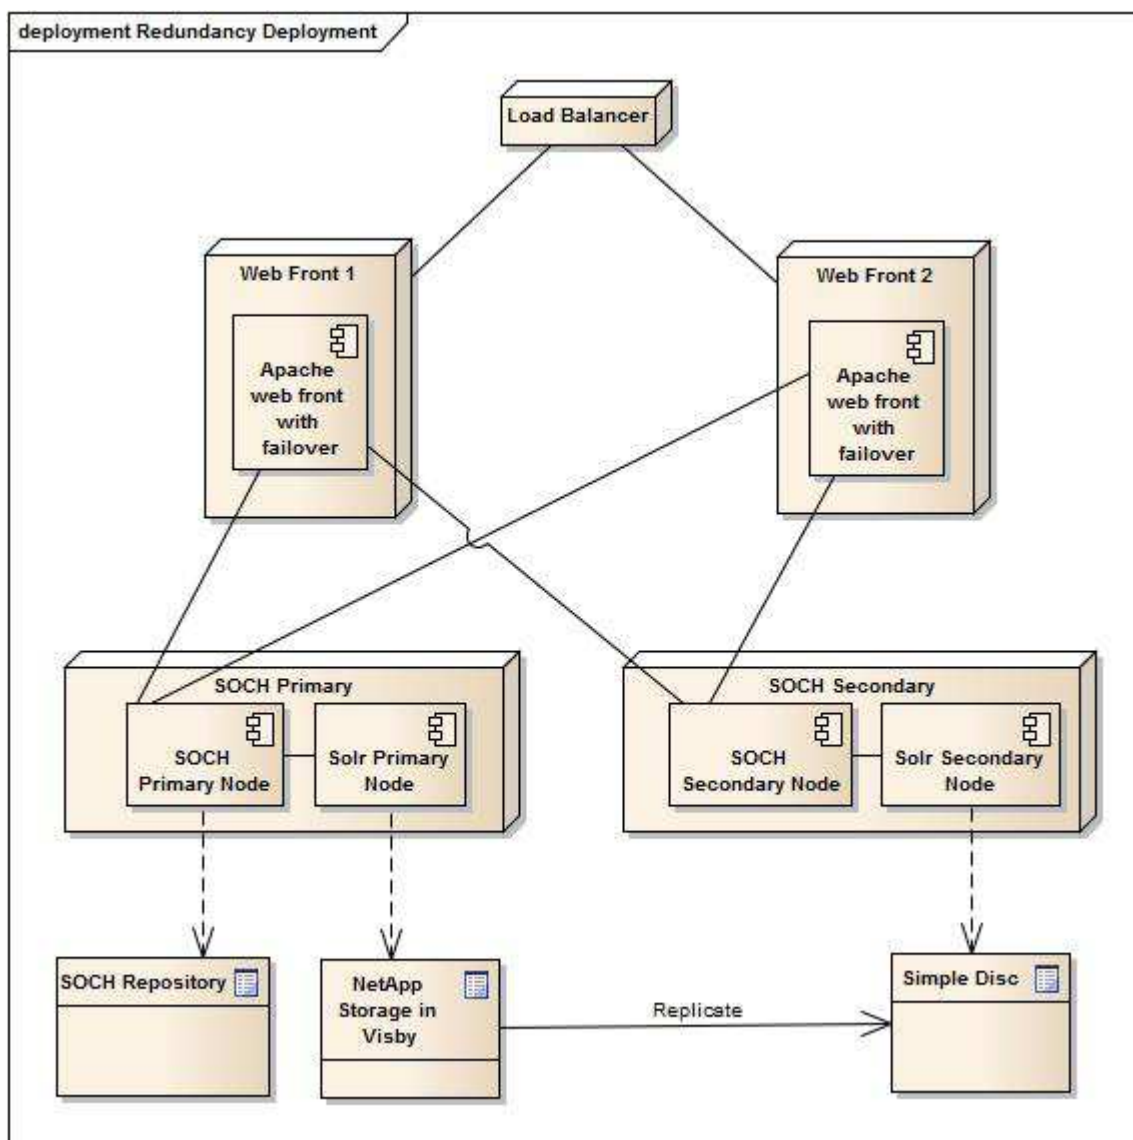 deployment Redundancy Deployment
Load Balancer
Web Front 1
Apache
web front
with
failover
Web Front 2
Apache
web front
with
failover
SOCH Primary
SOCH
Primary Node
Solr Primary
Node
SOCH Secondary
SOCH
Secondary Node
Solr Secondary
Node
SOCH Repository
NetApp
Storage in
Visby
Replicate
Simple Disc